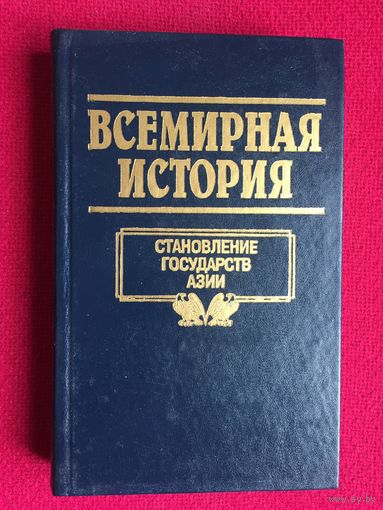 ВСЕМИРНАЯ
ИСТОРИЯ
СТАНОВЛЕНИЕ
ГОСУДАРСТВ
АЗИИ